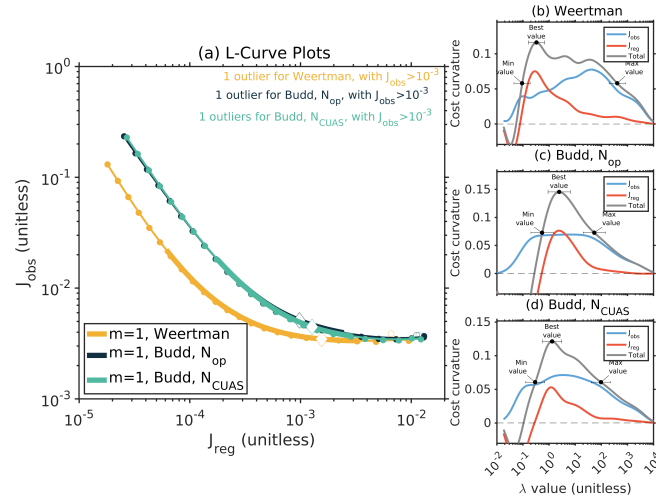 (a) L-Curve Plots
1 outlier for Weertman, with J_obs>10^-3
1 outlier for Budd, N_op, with J_obs>10^-3
1 outliers for Budd, N_CUAS, with J_obs>10^-3
10^0
10^-1
10^-2
10^-3
J_obs (unitless)
m=1, Weertman
m=1, Budd, N_op
m=1, Budd, N_CUAS
10^-5
10^-4
10^-3
10^-2
J_reg (unitless)
(b) Weertman
Best value
Min value
Max value
J_obs
J_reg
Total
0.1
0.05
0
Cost curvature
(c) Budd, N_op
Best value
Min value
Max value
J_obs
J_reg
Total
0.15
0.1
0.05
0
Cost curvature
(d) Budd, N_CUAS
Best value
Min value
Max value
J_obs
J_reg
Total
0.15
0.1
0.05
0
Cost curvature
10^-2
10^-1
10^0
10^1
10^2
10^3
10^4
λ value (unitless)